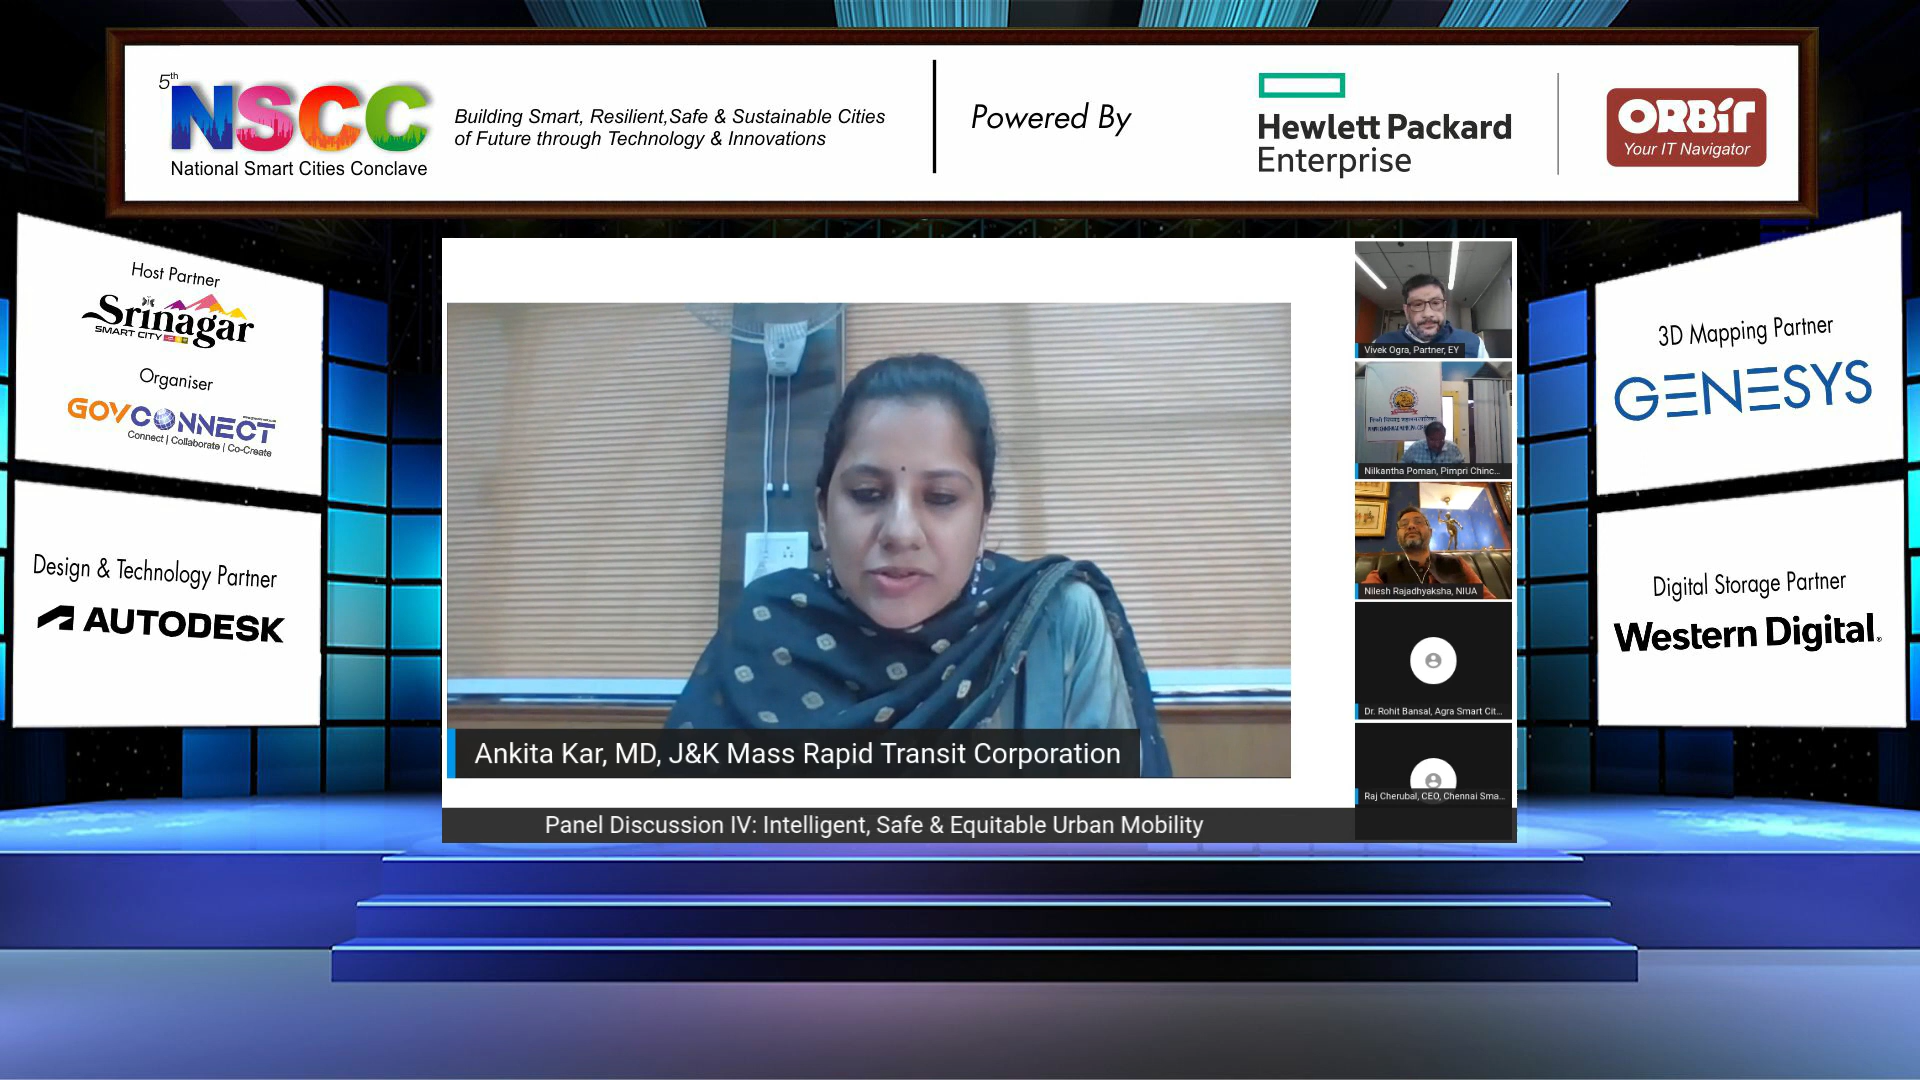 5th
NSCC
National Smart Cities Conclave
Building Smart, Resilient,Safe & Sustainable Cities
of Future through Technology & Innovations
Powered By
Hewlett Packard
Enterprise
ORBIT
Your IT Navigator
Host Partner
Srinagar
SMART CITY
Organiser
GOVCONNECT
Connect | Collaborate | Co-Create
Design & Technology Partner
AUTODESK
Ankita Kar, MD, J&K Mass Rapid Transit Corporation
Panel Discussion IV: Intelligent, Safe & Equitable Urban Mobility
Vivek Ogra, Partner, EY
Nilkantha Poman, Pimpri Chinc...
Nilesh Rajadhyaksha, NIUA
Dr. Rohit Bansal, Agra Smart Cit...
Raj Cherubal, CEO, Chennai Sma...
3D Mapping Partner
GENESYS
Digital Storage Partner
Western Digital.